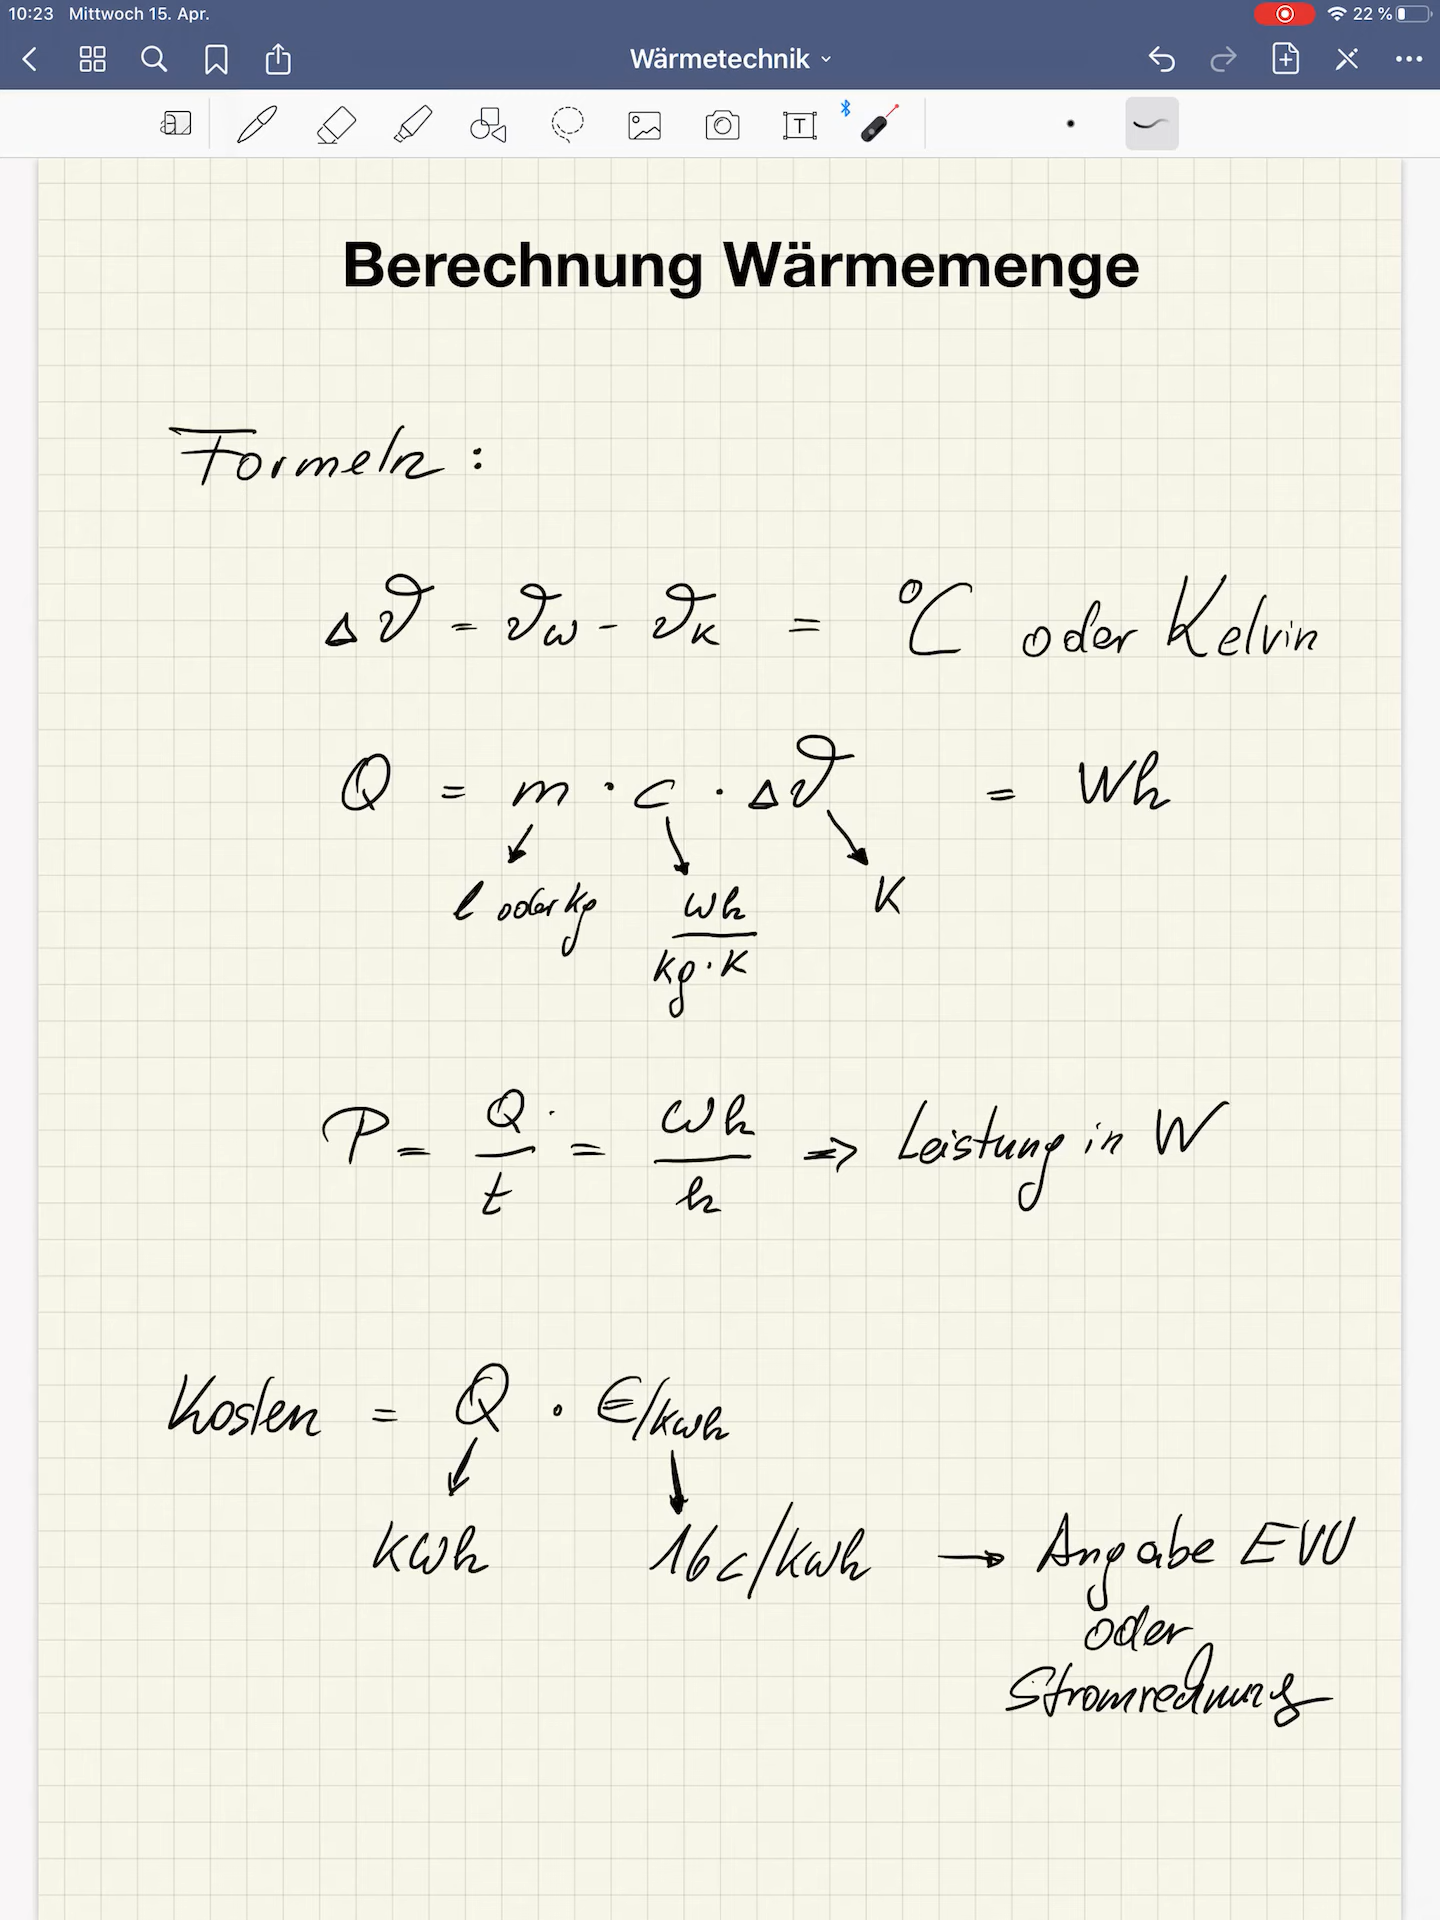 10:23 Mittwoch 15. Apr. 22 %
Wärmetechnik
T
Berechnung Wärmemenge
Formeln :
Δϑ = ϑw - ϑK = °C oder Kelvin
Q = m · c · Δϑ = Wh
l oder kg Wh/kg·K K
P = Q/t = Wh/h => Leistung in W
Kosten = Q · €/kWh
kWh 16c/kWh → Angabe EVU
oder
Stromrechnung